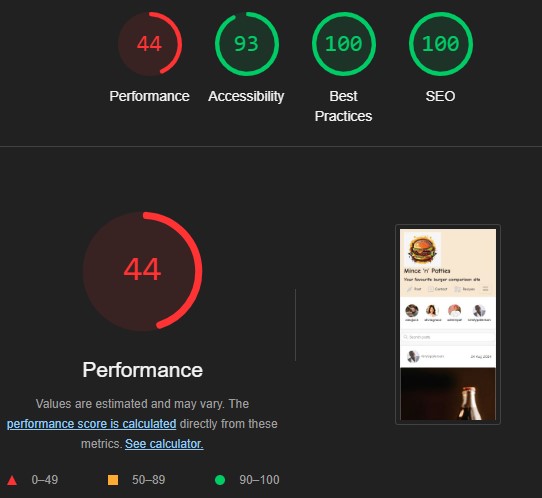 44
93
100
100
Performance
Accessibility
Best
Practices
SEO
44
Performance
Values are estimated and may vary. The
performance score is calculated directly from these
metrics. See calculator.
0–49
50–89
90–100
Mince 'n' Patties
Your favourite burger comparison site
Post
Contact